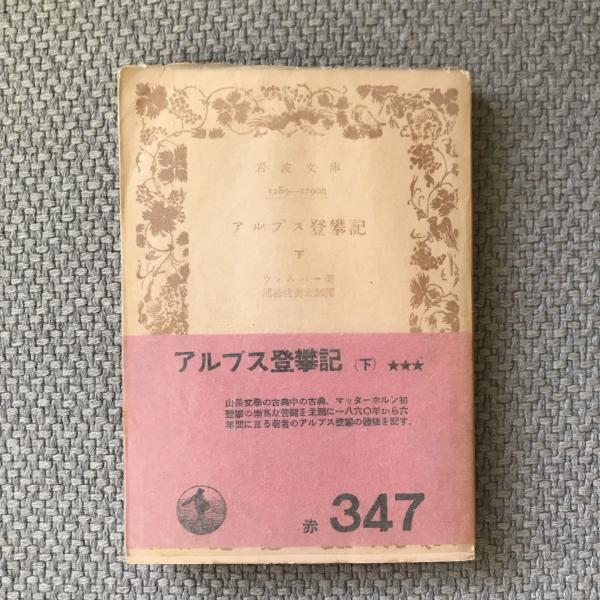 岩波文庫
1289—1290a
アルプス登攀記
下
ウィムパー著
浦松佐美太郎譯
アルプス登攀記（下）★★★
山岳文學の古典中の古典、マッターホルン初
登攀の崇高な苦闘を主題に一八六〇年から六
年間に亘る著者のアルプス登攀の體驗を記す。
赤 347